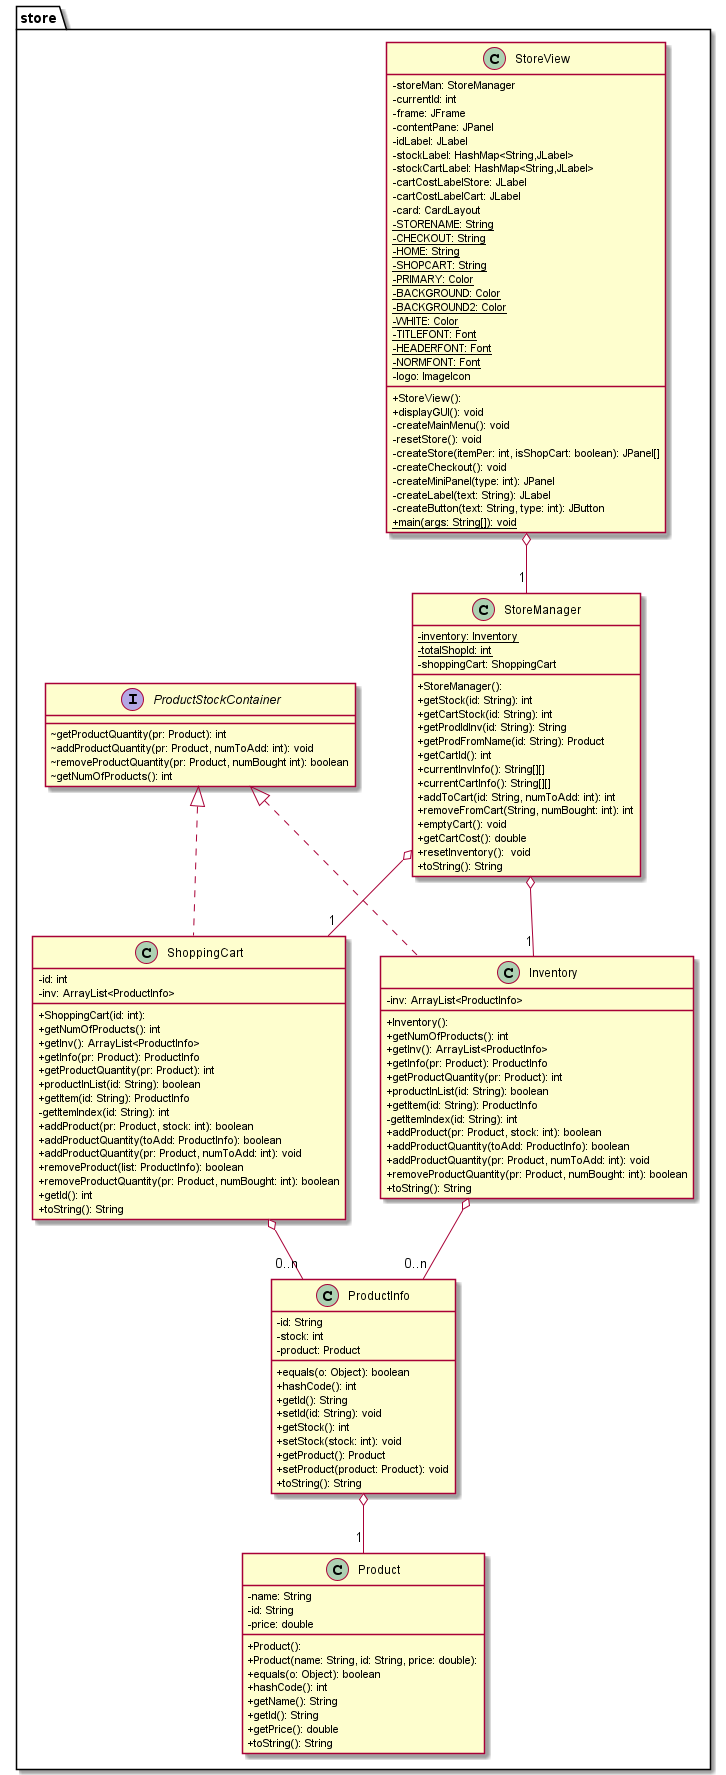 store
C StoreView
-storeMan: StoreManager
-currentId: int
-frame: JFrame
-contentPane: JPanel
-idLabel: JLabel
-stockLabel: HashMap<String,JLabel>
-stockCartLabel: HashMap<String,JLabel>
-cartCostLabelStore: JLabel
-cartCostLabelCart: JLabel
-card: CardLayout
-STORENAME: String
-CHECKOUT: String
-HOME: String
-SHOPCART: String
-PRIMARY: Color
-BACKGROUND: Color
-BACKGROUND2: Color
-WHITE: Color
-TITLEFONT: Font
-HEADERFONT: Font
-NORMFONT: Font
-logo: ImageIcon
+StoreView():
+displayGUI(): void
-createMainMenu(): void
-resetStore(): void
-createStore(itemPer: int, isShopCart: boolean): JPanel[]
-createCheckout(): void
-createMiniPanel(type: int): JPanel
-createLabel(text: String): JLabel
-createButton(text: String, type: int): JButton
+main(args: String[]): void
1
C StoreManager
-inventory: Inventory
-totalShopId: int
-shoppingCart: ShoppingCart
+StoreManager():
+getStock(id: String): int
+getCartStock(id: String): int
+getProdIdInv(id: String): String
+getProdFromName(id: String): Product
+getCartId(): int
+currentInvInfo(): String[][]
+currentCartInfo(): String[][]
+addToCart(id: String, numToAdd: int): int
+removeFromCart(String, numBought: int): int
+emptyCart(): void
+getCartCost(): double
+resetInventory():  void
+toString(): String
I ProductStockContainer
~getProductQuantity(pr: Product): int
~addProductQuantity(pr: Product, numToAdd: int): void
~removeProductQuantity(pr: Product, numBought int): boolean
~getNumOfProducts(): int
1
1
C ShoppingCart
-id: int
-inv: ArrayList<ProductInfo>
+ShoppingCart(id: int):
+getNumOfProducts(): int
+getInv(): ArrayList<ProductInfo>
+getInfo(pr: Product): ProductInfo
+getProductQuantity(pr: Product): int
+productInList(id: String): boolean
+getItem(id: String): ProductInfo
-getItemIndex(id: String): int
+addProduct(pr: Product, stock: int): boolean
+addProductQuantity(toAdd: ProductInfo): boolean
+addProductQuantity(pr: Product, numToAdd: int): void
+removeProduct(list: ProductInfo): boolean
+removeProductQuantity(pr: Product, numBought: int): boolean
+getId(): int
+toString(): String
C Inventory
-inv: ArrayList<ProductInfo>
+Inventory():
+getNumOfProducts(): int
+getInv(): ArrayList<ProductInfo>
+getInfo(pr: Product): ProductInfo
+getProductQuantity(pr: Product): int
+productInList(id: String): boolean
+getItem(id: String): ProductInfo
-getItemIndex(id: String): int
+addProduct(pr: Product, stock: int): boolean
+addProductQuantity(toAdd: ProductInfo): boolean
+addProductQuantity(pr: Product, numToAdd: int): void
+removeProductQuantity(pr: Product, numBought: int): boolean
+toString(): String
0..n
0..n
C ProductInfo
-id: String
-stock: int
-product: Product
+equals(o: Object): boolean
+hashCode(): int
+getId(): String
+setId(id: String): void
+getStock(): int
+setStock(stock: int): void
+getProduct(): Product
+setProduct(product: Product): void
+toString(): String
1
C Product
-name: String
-id: String
-price: double
+Product():
+Product(name: String, id: String, price: double):
+equals(o: Object): boolean
+hashCode(): int
+getName(): String
+getId(): String
+getPrice(): double
+toString(): String